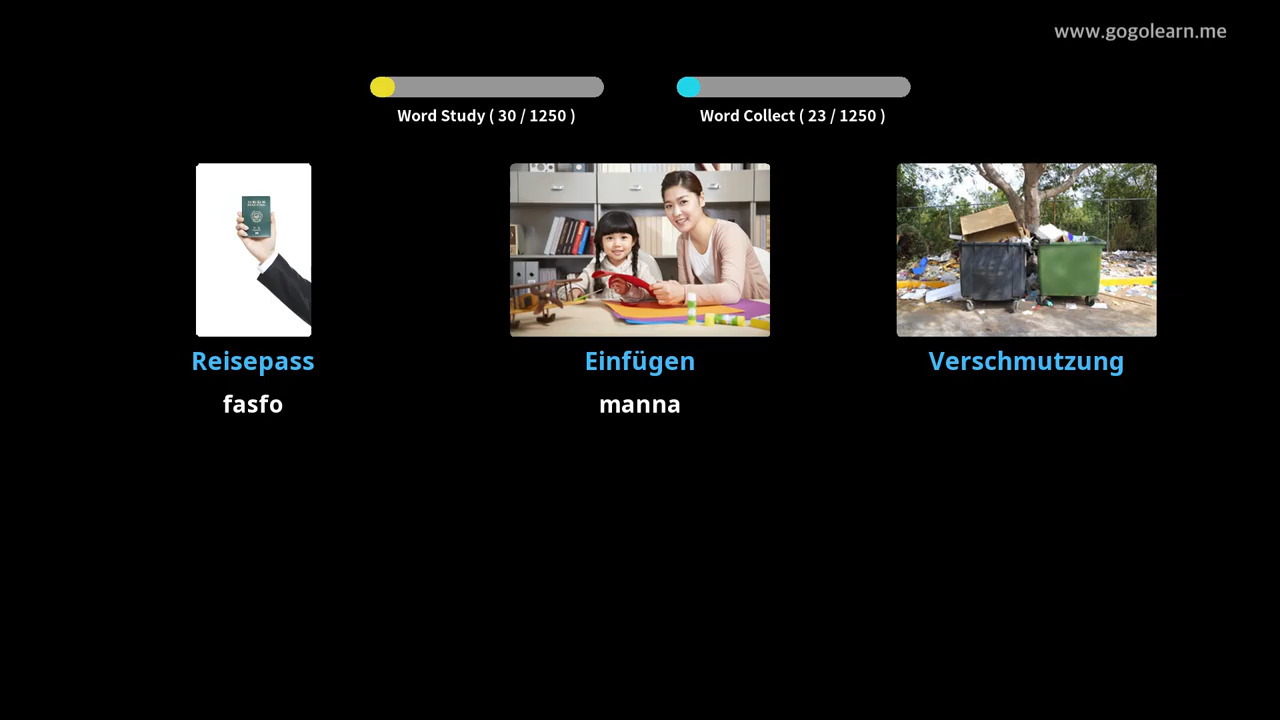 www.gogolearn.me
Word Study ( 30 / 1250 )
Word Collect ( 23 / 1250 )
Reisepass
Einfügen
Verschmutzung
fasfo
manna